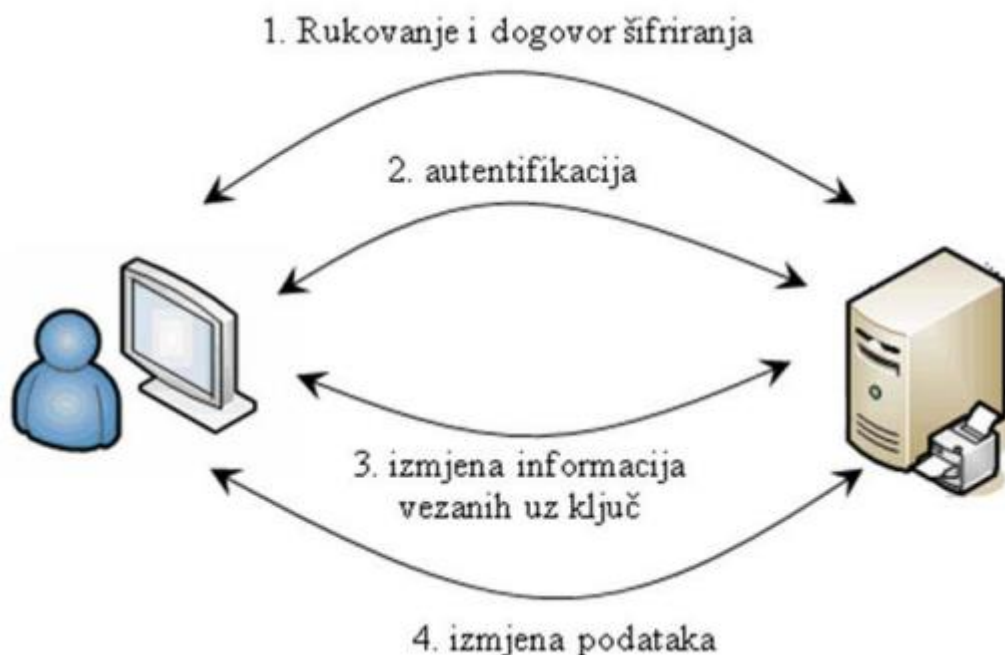 1. Rukovanje i dogovor šifriranja
2. autentifikacija
3. izmjena informacija
vezanih uz ključ
4. izmjena podataka